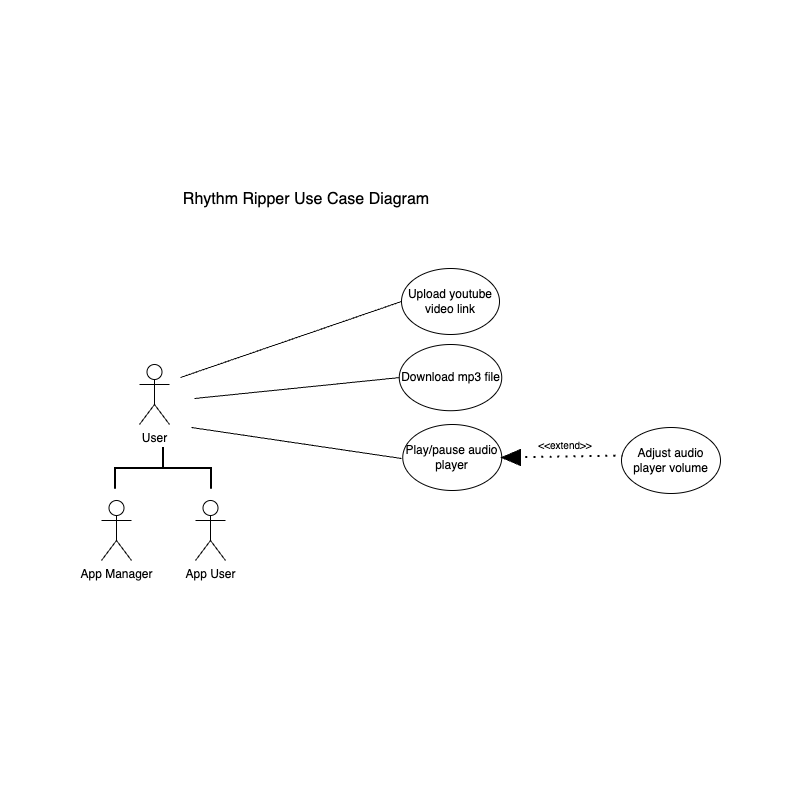 Rhythm Ripper Use Case Diagram
Upload youtube
video link
Download mp3 file
User
Play/pause audio
player
<<extend>>
Adjust audio
player volume
App Manager
App User